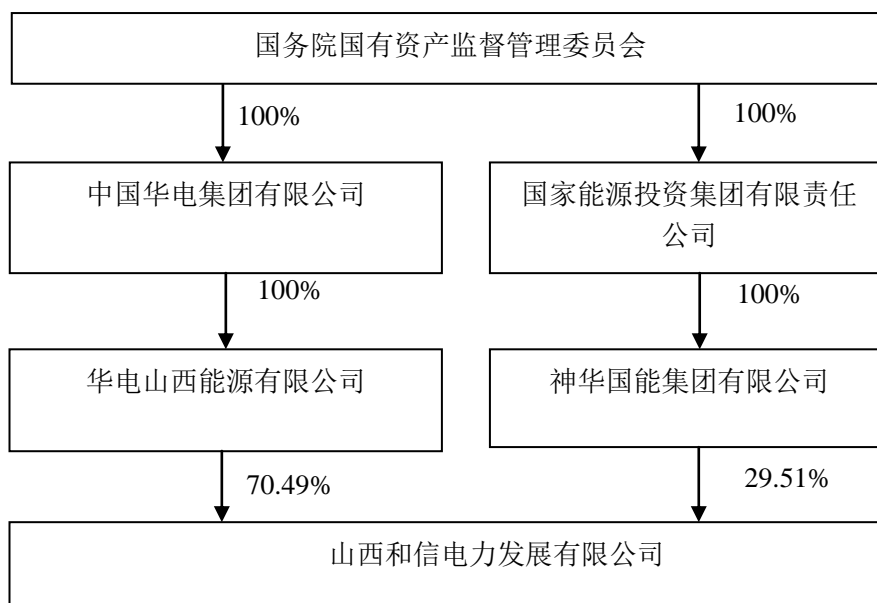 国务院国有资产监督管理委员会
100%
100%
中国华电集团有限公司
国家能源投资集团有限责任
公司
100%
100%
华电山西能源有限公司
神华国能集团有限公司
70.49%
29.51%
山西和信电力发展有限公司